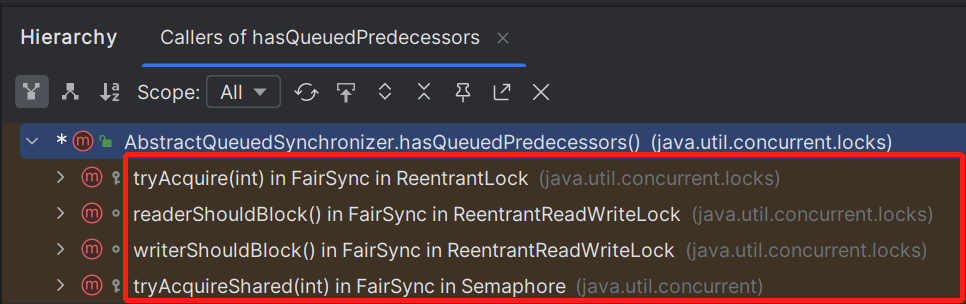 Hierarchy Callers of hasQueuedPredecessors
Scope: All
* AbstractQueuedSynchronizer.hasQueuedPredecessors() (java.util.concurrent.locks)
tryAcquire(int) in FairSync in ReentrantLock (java.util.concurrent.locks)
readerShouldBlock() in FairSync in ReentrantReadWriteLock (java.util.concurrent.locks)
writerShouldBlock() in FairSync in ReentrantReadWriteLock (java.util.concurrent.locks)
tryAcquireShared(int) in FairSync in Semaphore (java.util.concurrent)